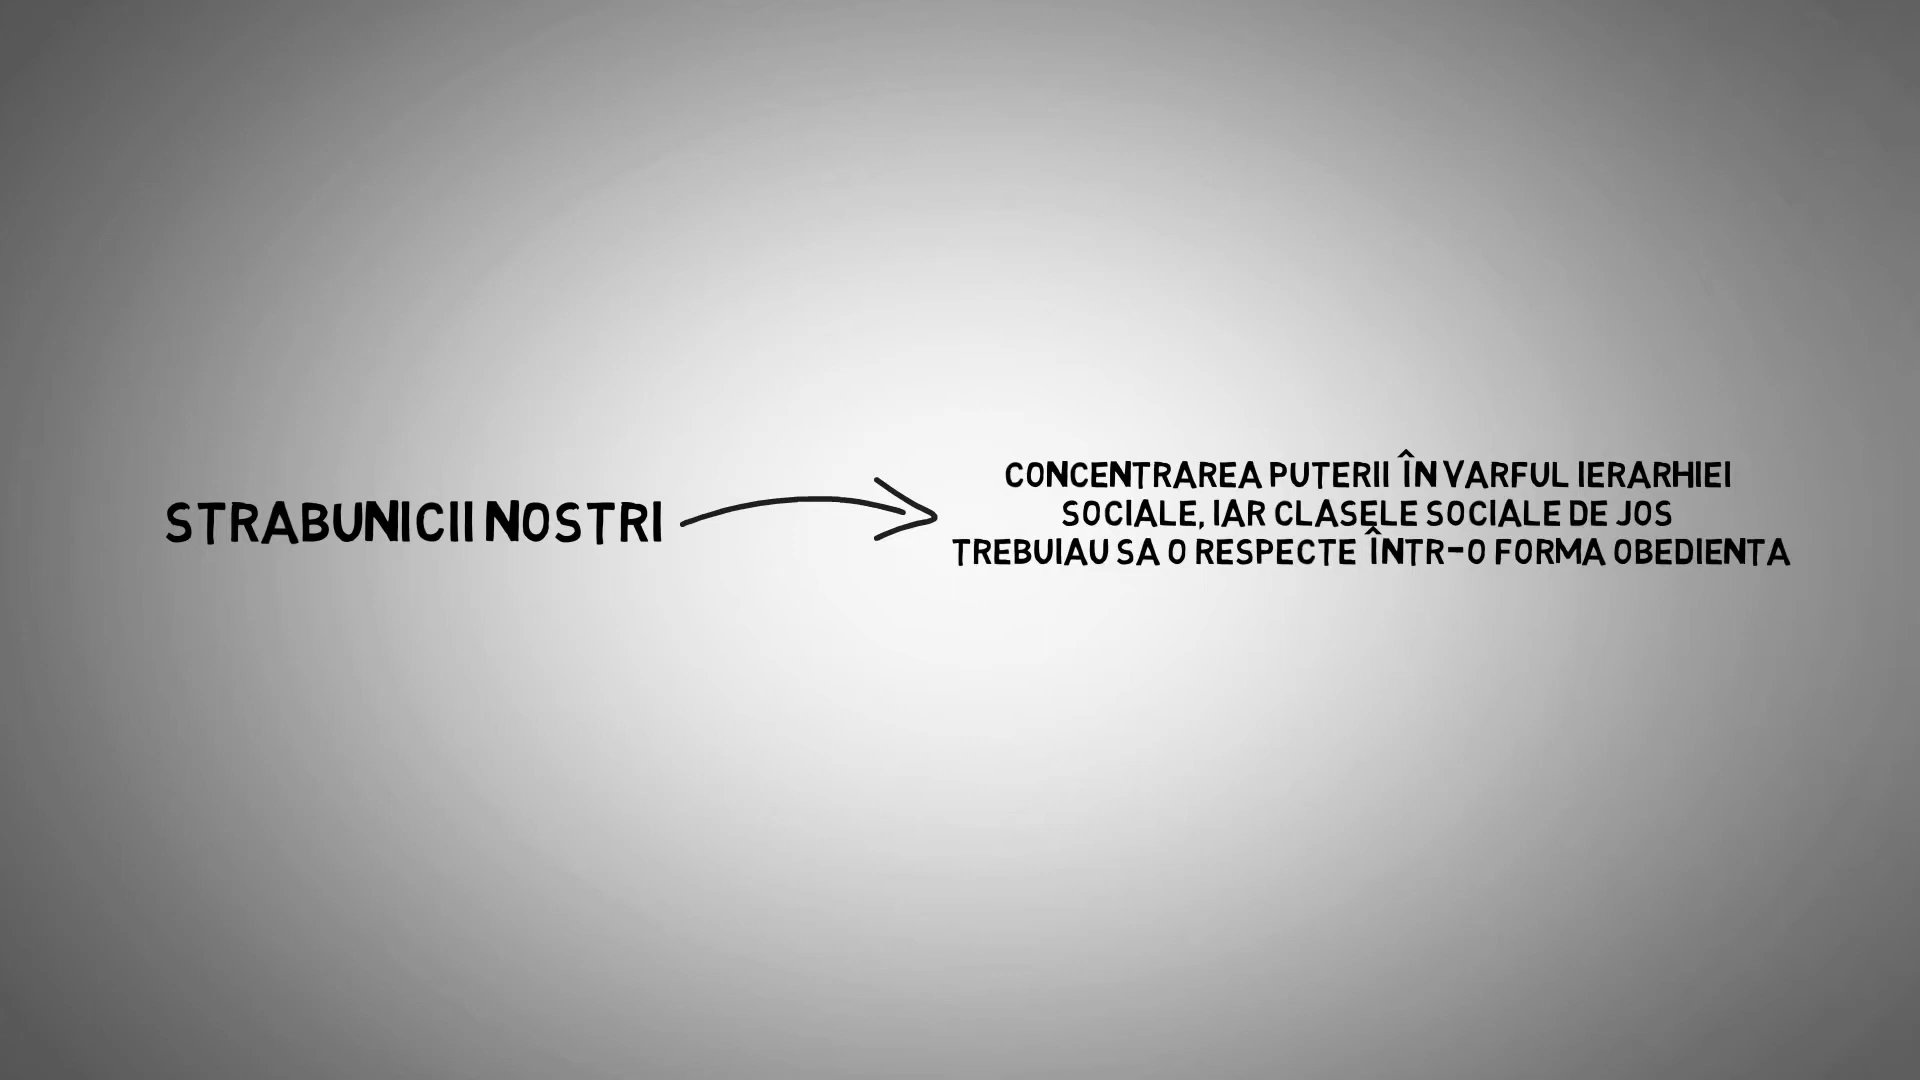 STRABUNICII NOSTRI
CONCENTRAREA PUTERII ÎN VARFUL IERARHIEI
SOCIALE, IAR CLASELE SOCIALE DE JOS
TREBUIAU SA O RESPECTE ÎNTR-O FORMA OBEDIENTA